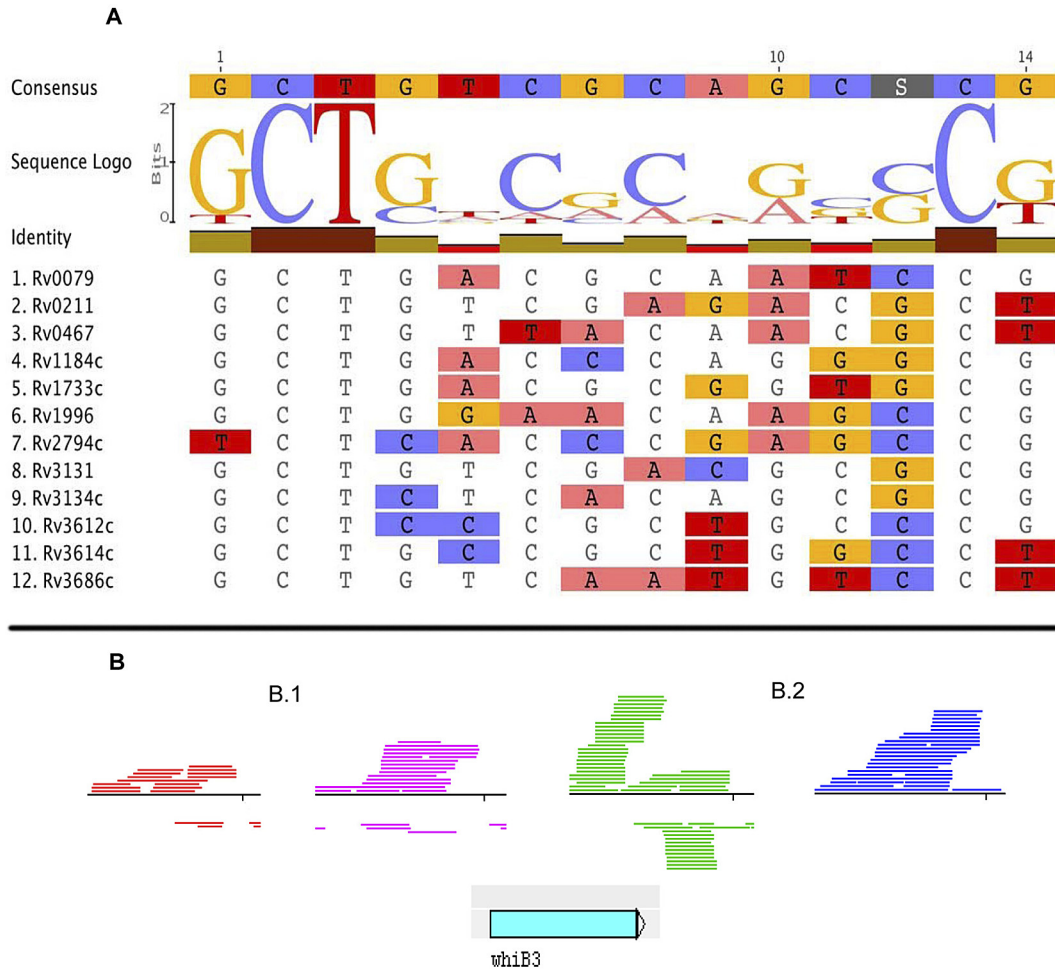 A
1 10 14
Consensus G C T G T C G C A G C S C G
2
Sequence Logo Bits 1 G C T G C G C G C C C G
0 T C T A T A A C A A A G T G T
Identity
1. Rv0079 G C T G A C G C A A T C C G
2. Rv0211 G C T G T C G A G A C G C T
3. Rv0467 G C T G T T A C A A C G C T
4. Rv1184c G C T G A C C C A G G G C G
5. Rv1733c G C T G A C G C G G T G C G
6. Rv1996 G C T G G A A C A A G C C G
7. Rv2794c T C T C A C C C G A G C C G
8. Rv3131 G C T G T C G A C G C G C G
9. Rv3134c G C T C T C A C A G C G C G
10. Rv3612c G C T C C C G C T G C C C G
11. Rv3614c G C T G C C G C T G G C C T
12. Rv3686c G C T G T C A A T G T C C T
B
B.1 B.2
whiB3